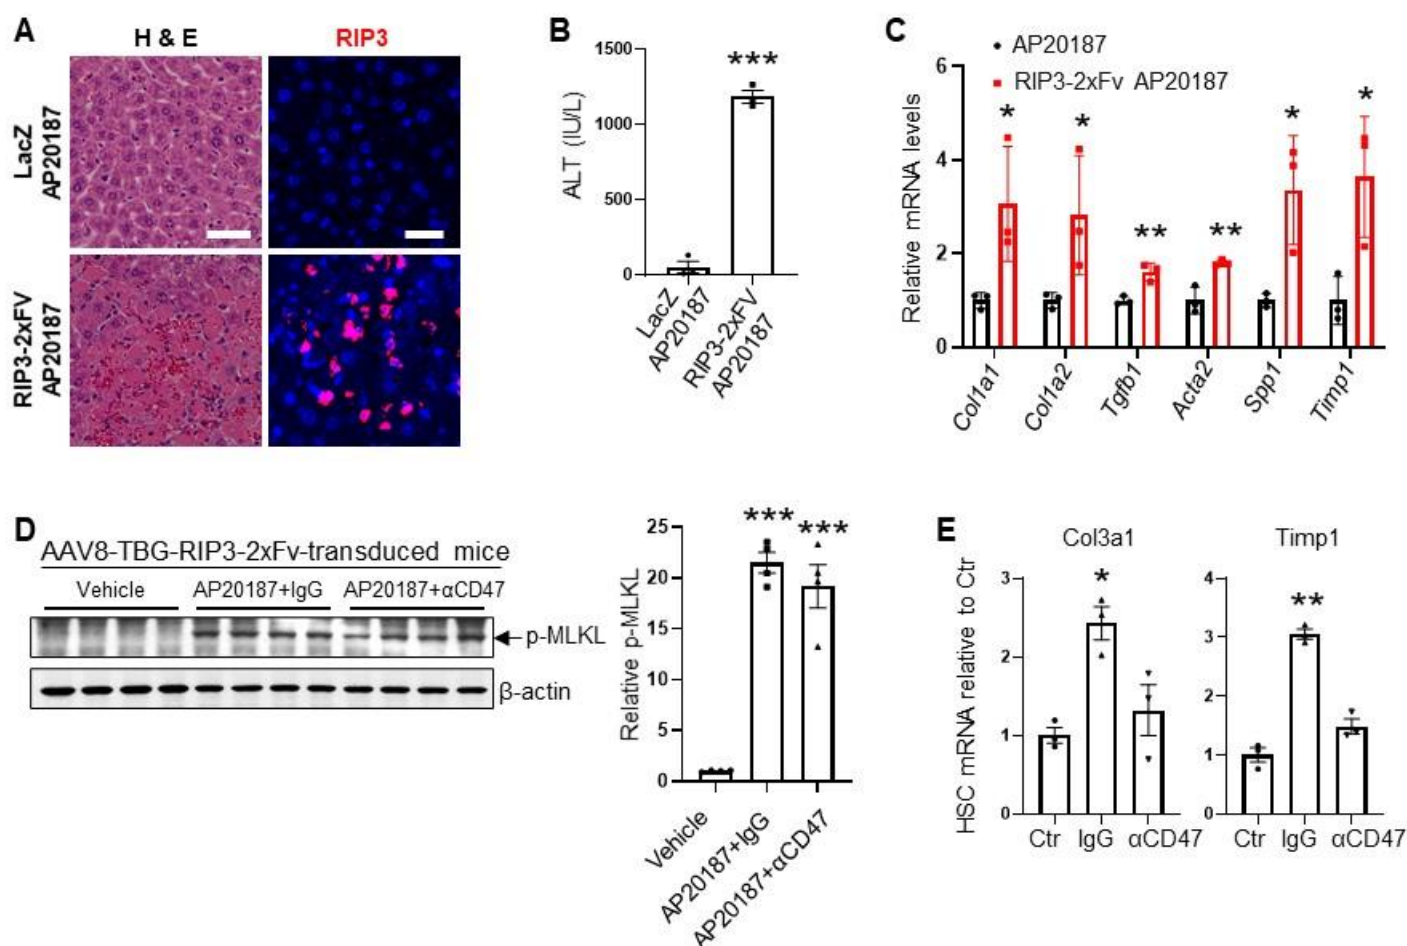 A
H & E
RIP3
LacZ
AP20187
RIP3-2xFV
AP20187
B
ALT (IU/L)
1500
1000
500
0
***
LacZ
AP20187
RIP3-2xFV
AP20187
C
AP20187
RIP3-2xFv AP20187
Relative mRNA levels
6
4
2
0
*
*
**
**
*
*
Col1a1
Col1a2
Tgfb1
Acta2
Spp1
Timp1
D
AAV8-TBG-RIP3-2xFv-transduced mice
Vehicle
AP20187+IgG
AP20187+αCD47
p-MLKL
β-actin
Relative p-MLKL
25
20
15
10
5
0
***
***
Vehicle
AP20187+IgG
AP20187+αCD47
E
HSC mRNA relative to Ctr
Col3a1
3
2
1
0
*
Ctr IgG αCD47
Timp1
4
3
2
1
0
**
Ctr IgG αCD47